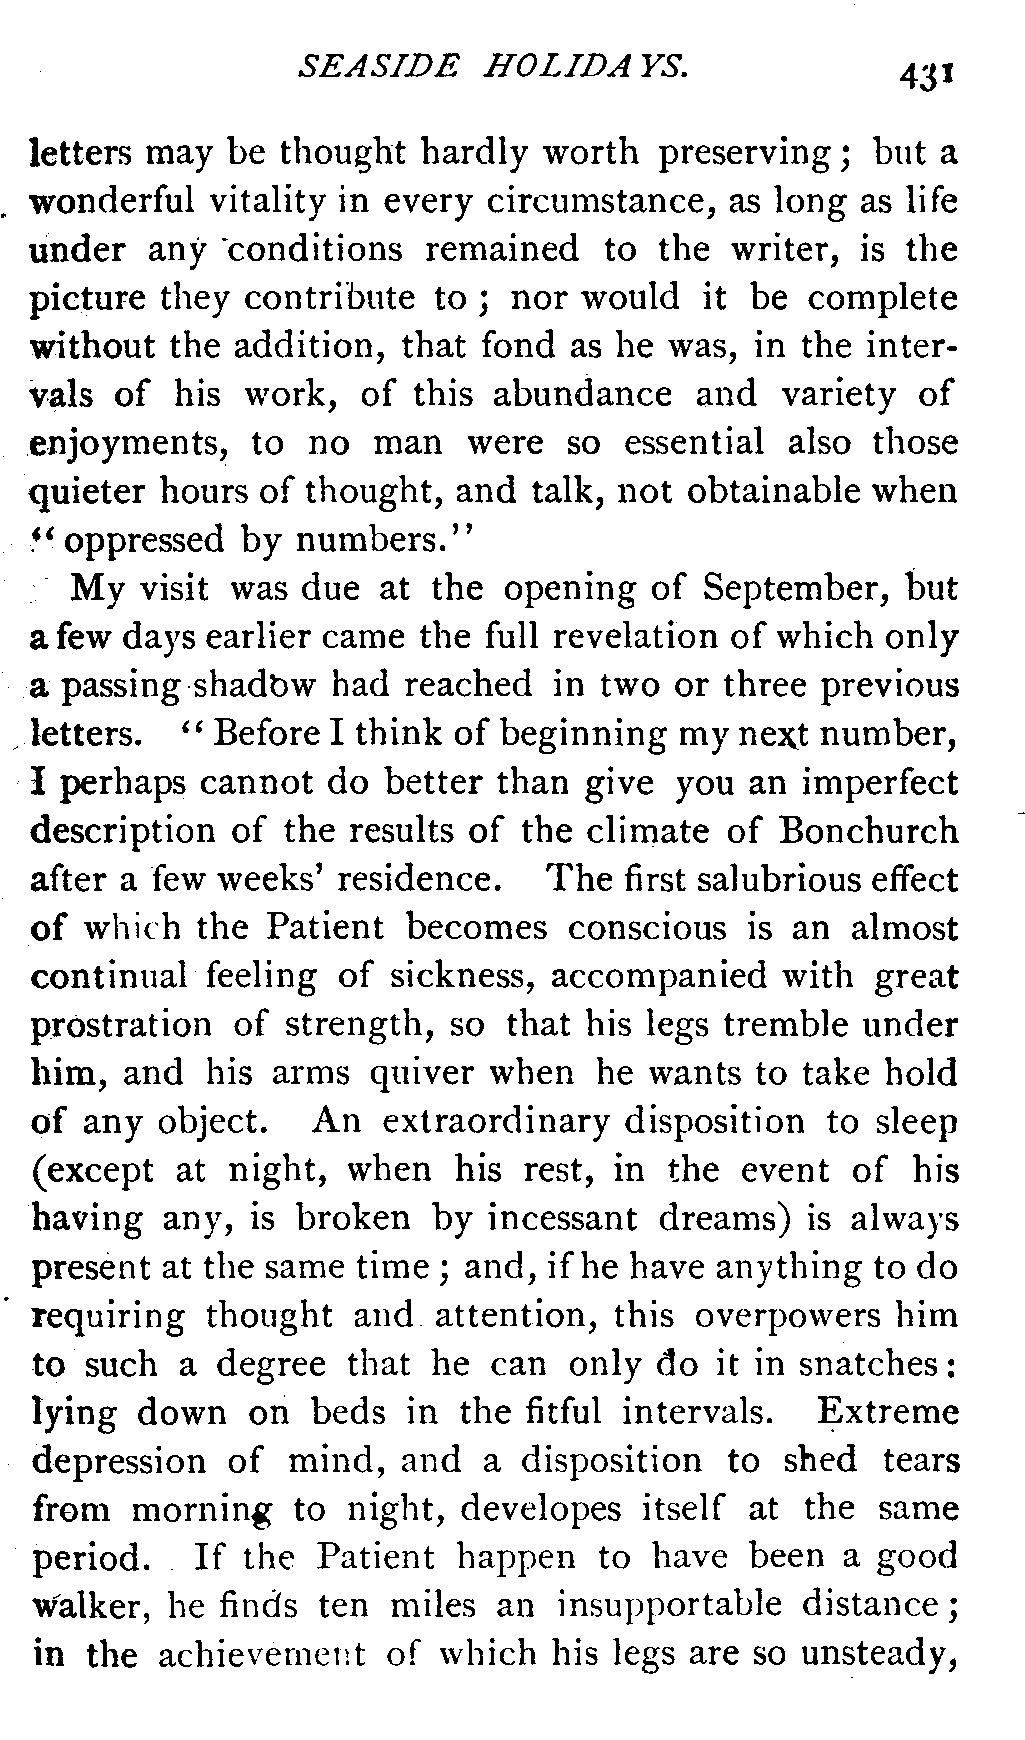 SEASIDE HOLIDAYS. 431
letters may be thought hardly worth preserving; but a
wonderful vitality in every circumstance, as long as life
under any conditions remained to the writer, is the
picture they contribute to; nor would it be complete
without the addition, that fond as he was, in the inter-
vals of his work, of this abundance and variety of
enjoyments, to no man were so essential also those
quieter hours of thought, and talk, not obtainable when
"oppressed by numbers."
My visit was due at the opening of September, but
a few days earlier came the full revelation of which only
a passing shadow had reached in two or three previous
letters. "Before I think of beginning my next number,
I perhaps cannot do better than give you an imperfect
description of the results of the climate of Bonchurch
after a few weeks' residence. The first salubrious effect
of which the Patient becomes conscious is an almost
continual feeling of sickness, accompanied with great
prostration of strength, so that his legs tremble under
him, and his arms quiver when he wants to take hold
of any object. An extraordinary disposition to sleep
(except at night, when his rest, in the event of his
having any, is broken by incessant dreams) is always
present at the same time; and, if he have anything to do
requiring thought and attention, this overpowers him
to such a degree that he can only do it in snatches:
lying down on beds in the fitful intervals. Extreme
depression of mind, and a disposition to shed tears
from morning to night, developes itself at the same
period. If the Patient happen to have been a good
walker, he finds ten miles an insupportable distance;
in the achievement of which his legs are so unsteady,